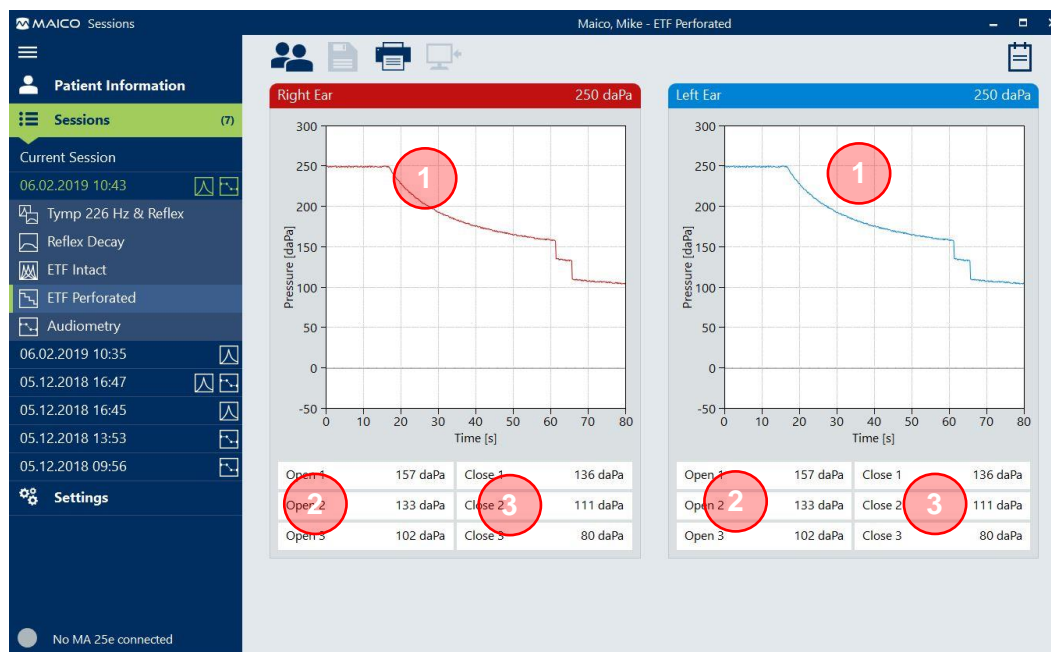 MAICO Sessions
Maico, Mike - ETF Perforated
Patient Information
Sessions (7)
Current Session
06.02.2019 10:43
Tymp 226 Hz & Reflex
Reflex Decay
ETF Intact
ETF Perforated
Audiometry
06.02.2019 10:35
05.12.2018 16:47
05.12.2018 16:45
05.12.2018 13:53
05.12.2018 09:56
Settings
No MA 25e connected
Right Ear 250 daPa
300
250
200
150
100
50
0
-50
Pressure [daPa]
0 10 20 30 40 50 60 70 80
Time [s]
1
Open 1 157 daPa Close 1 136 daPa
Open 2 133 daPa Close 2 111 daPa
Open 3 102 daPa Close 3 80 daPa
2
3
Left Ear 250 daPa
300
250
200
150
100
50
0
-50
Pressure [daPa]
0 10 20 30 40 50 60 70 80
Time [s]
1
Open 1 157 daPa Close 1 136 daPa
Open 2 133 daPa Close 2 111 daPa
Open 3 102 daPa Close 3 80 daPa
2
3